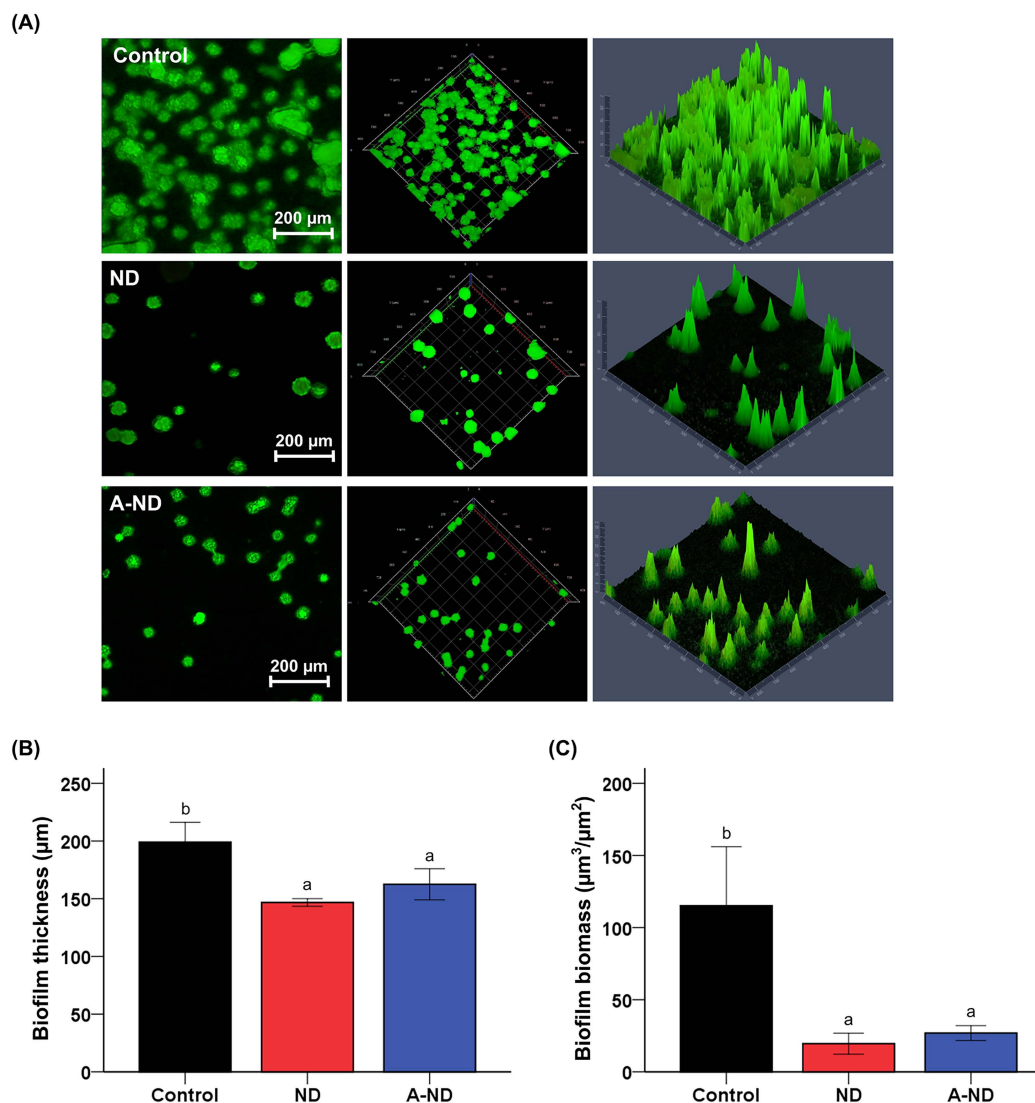 (A)
Control
200 µm
ND
200 µm
A-ND
200 µm
(B)
Biofilm thickness (µm)
250
200
150
100
50
0
b
a
a
Control
ND
A-ND
(C)
Biofilm biomass (µm³/µm²)
200
150
100
50
0
b
a
a
Control
ND
A-ND